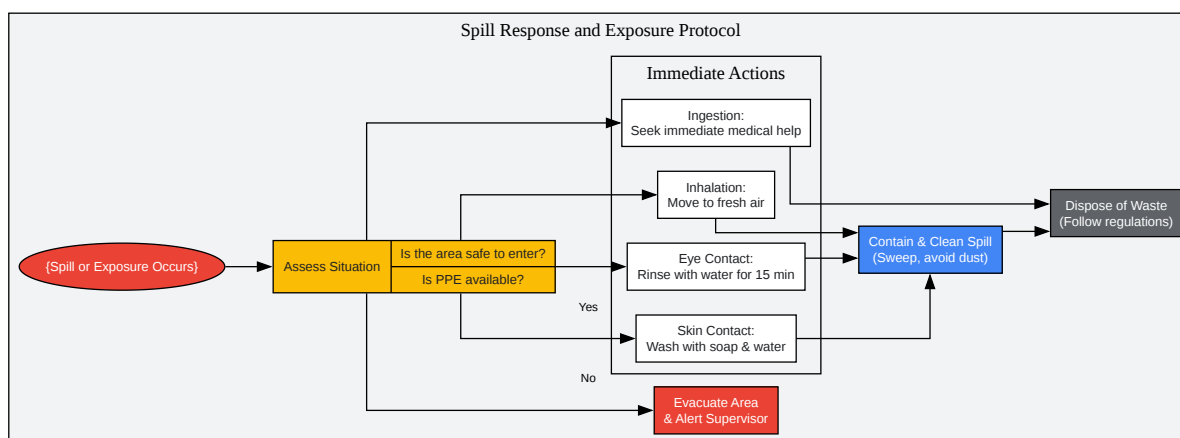 Spill Response and Exposure Protocol
Immediate Actions
Ingestion:
Seek immediate medical help
Inhalation:
Move to fresh air
Dispose of Waste
(Follow regulations)
{Spill or Exposure Occurs}
Assess Situation
Is the area safe to enter?
Is PPE available?
Eye Contact:
Rinse with water for 15 min
Contain & Clean Spill
(Sweep, avoid dust)
Yes
Skin Contact:
Wash with soap & water
No
Evacuate Area
& Alert Supervisor